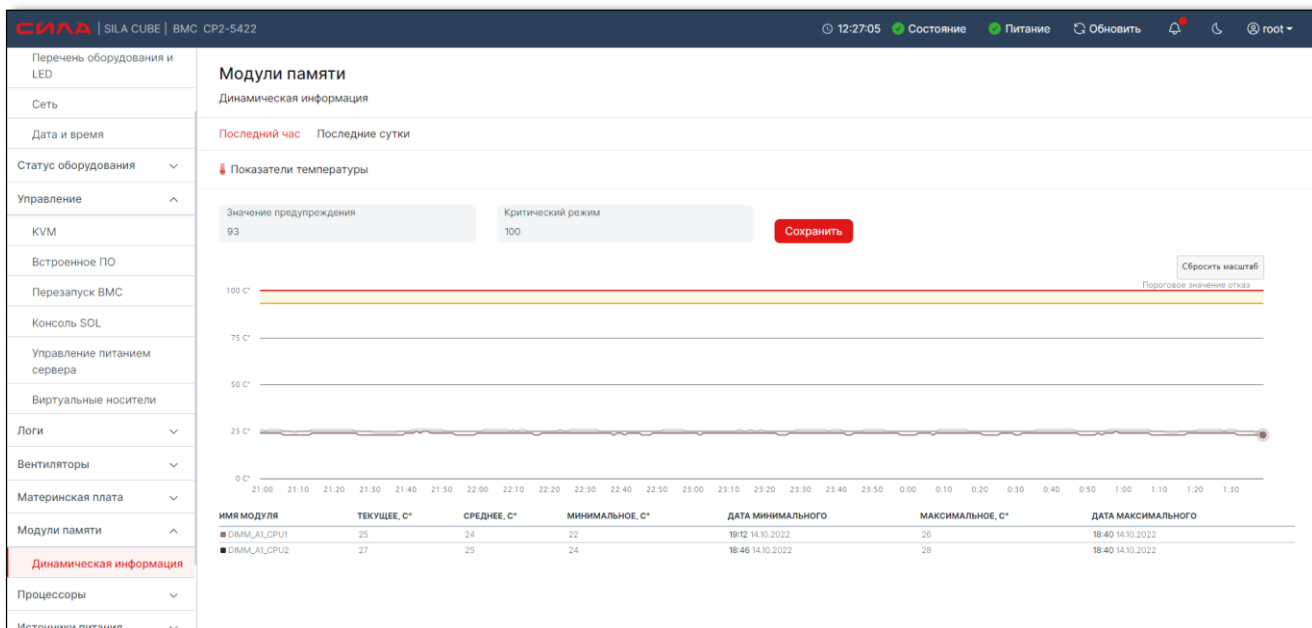 СИЛА | SILA CUBE | BMC CP2-5422
12:27:05 Состояние Питание Обновить root
Перечень оборудования и
LED
Сеть
Дата и время
Статус оборудования
Управление
KVM
Встроенное ПО
Перезапуск BMC
Консоль SOL
Управление питанием
сервера
Виртуальные носители
Логи
Вентиляторы
Материнская плата
Модули памяти
Динамическая информация
Процессоры
Источники питания
Модули памяти
Динамическая информация
Последний час Последние сутки
Показатели температуры
Значение предупреждения
93
Критический режим
100
Сохранить
Сбросить масштаб
Пороговое значение отказ
100 C°
75 C°
50 C°
25 C°
0 C°
21:00 21:10 21:20 21:30 21:40 21:50 22:00 22:10 22:20 22:30 22:40 22:50 23:00 23:10 23:20 23:30 23:40 23:50 0:00 0:10 0:20 0:30 0:40 0:50 1:00 1:10 1:20 1:30
ИМЯ МОДУЛЯ ТЕКУЩЕЕ, C° СРЕДНЕЕ, C° МИНИМАЛЬНОЕ, C° ДАТА МИНИМАЛЬНОГО МАКСИМАЛЬНОЕ, C° ДАТА МАКСИМАЛЬНОГО
DIMM_A1_CPU1 25 24 22 19:12 14.10.2022 26 18:40 14.10.2022
DIMM_A1_CPU2 27 25 24 18:46 14.10.2022 28 18:40 14.10.2022